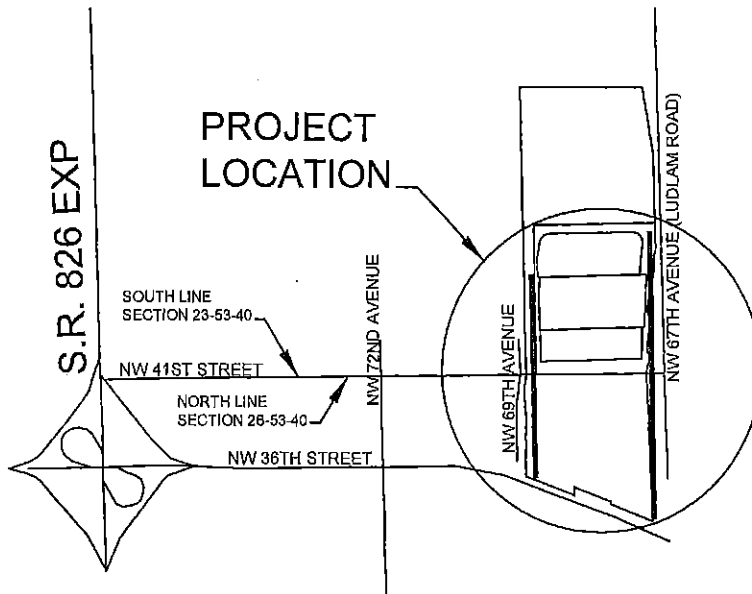 PROJECT
LOCATION
S.R. 826 EXP
SOUTH LINE
SECTION 23-53-40
NW 41ST STREET
NORTH LINE
SECTION 26-53-40
NW 36TH STREET
NW 72ND AVENUE
NW 69TH AVENUE
NW 67TH AVENUE (LUDLAM ROAD)